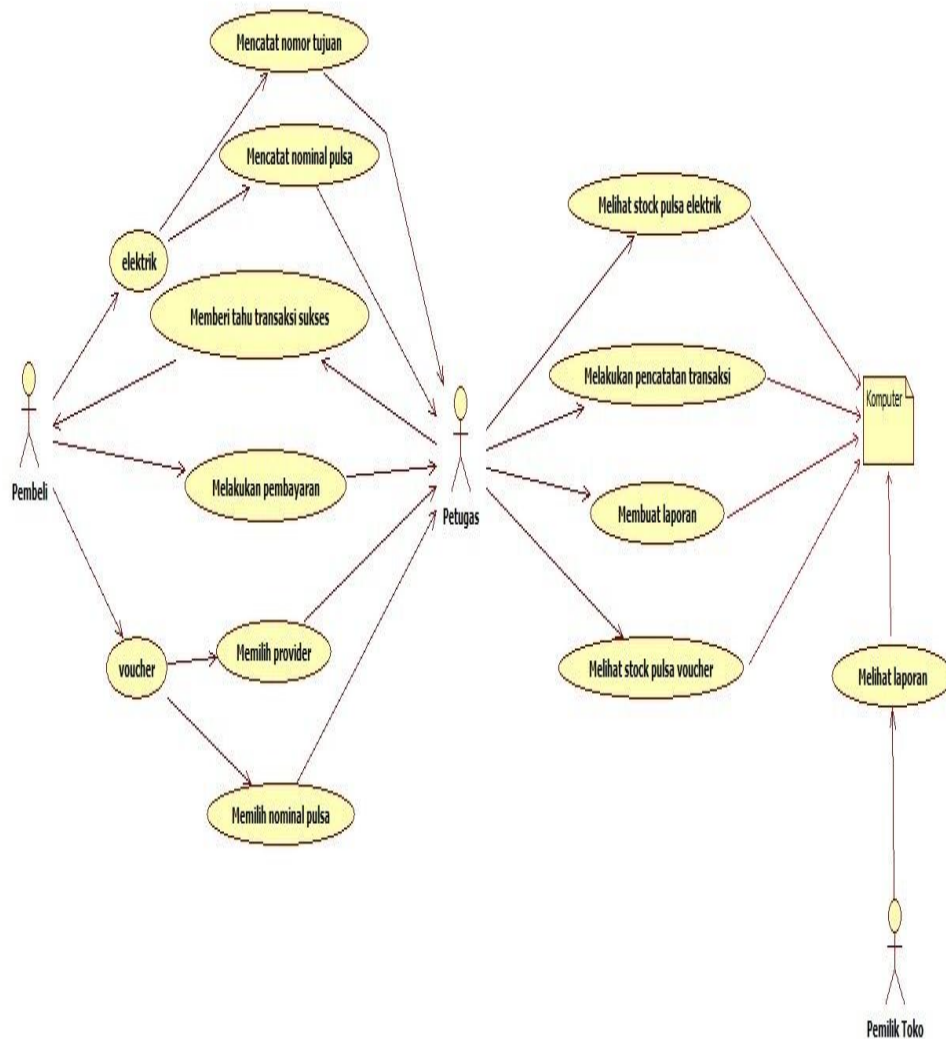 Mencatat nomor tujuan
Mencatat nominal pulsa
elektrik
Memberi tahu transaksi sukses
Pembeli
Melakukan pembayaran
Petugas
voucher
Memilih provider
Memilih nominal pulsa
Melihat stock pulsa elektrik
Melakukan pencatatan transaksi
Komputer
Membuat laporan
Melihat stock pulsa voucher
Melihat laporan
Pemilik Toko